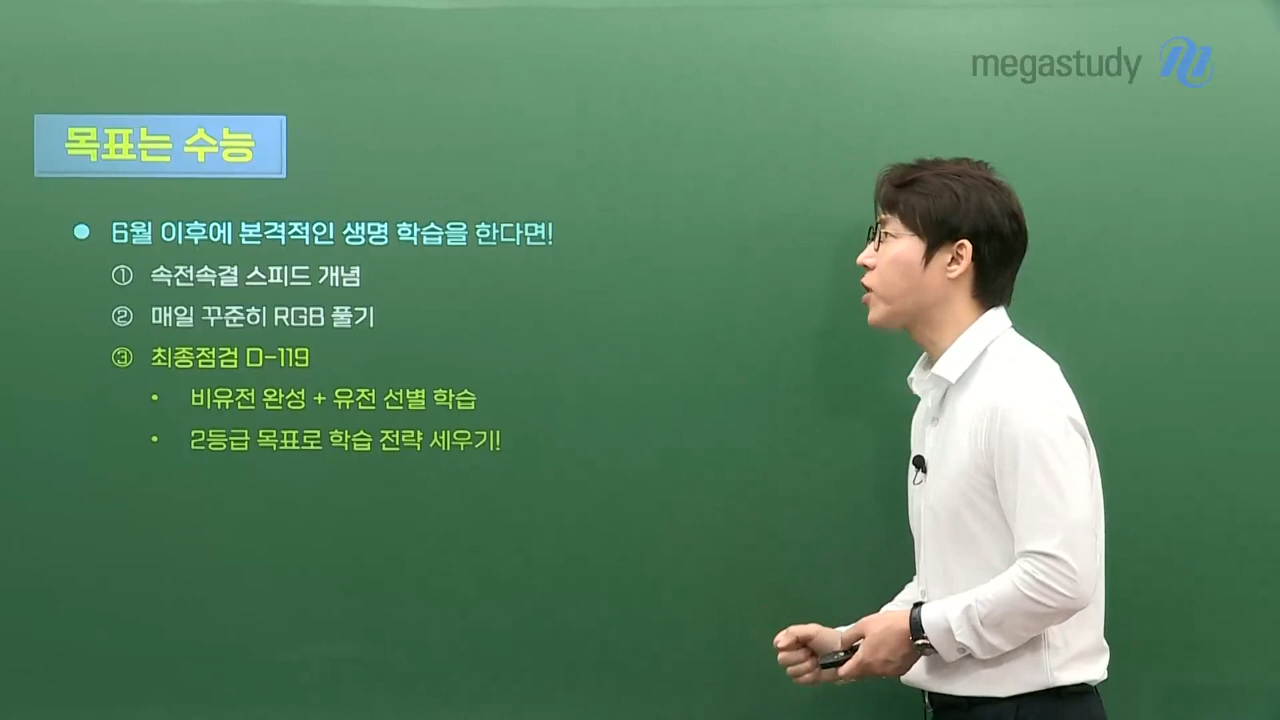 megastudy
목표는 수능
● 6월 이후에 본격적인 생명 학습을 한다면!
① 속전속결 스피드 개념
② 매일 꾸준히 RGB 풀기
③ 최종점검 D-119
• 비유전 완성 + 유전 선별 학습
• 2등급 목표로 학습 전략 세우기!